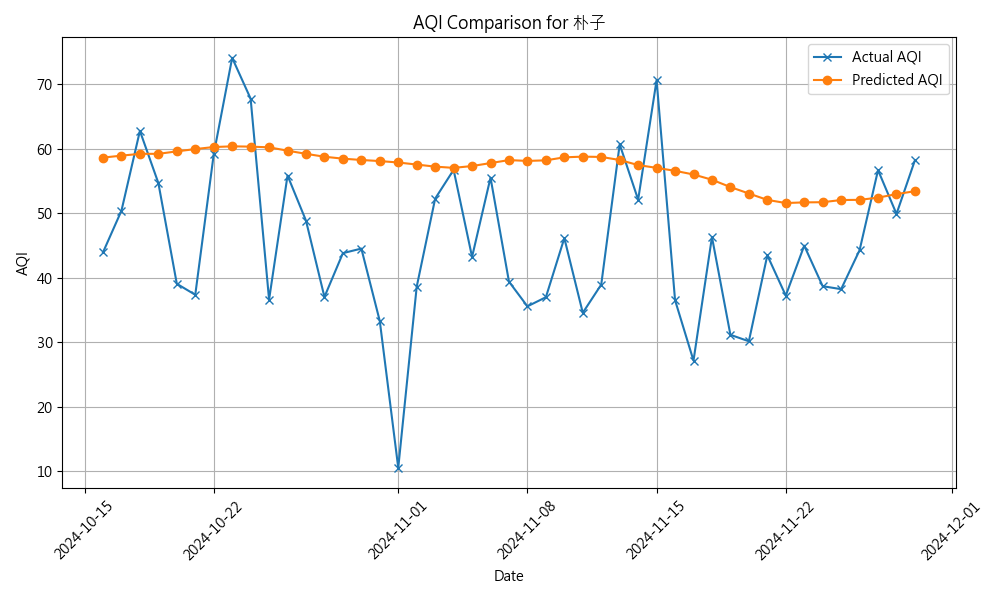 AQI Comparison for 朴子
Actual AQI
Predicted AQI
AQI
70
60
50
40
30
20
10
2024-10-15
2024-10-22
2024-11-01
2024-11-08
2024-11-15
2024-11-22
2024-12-01
Date